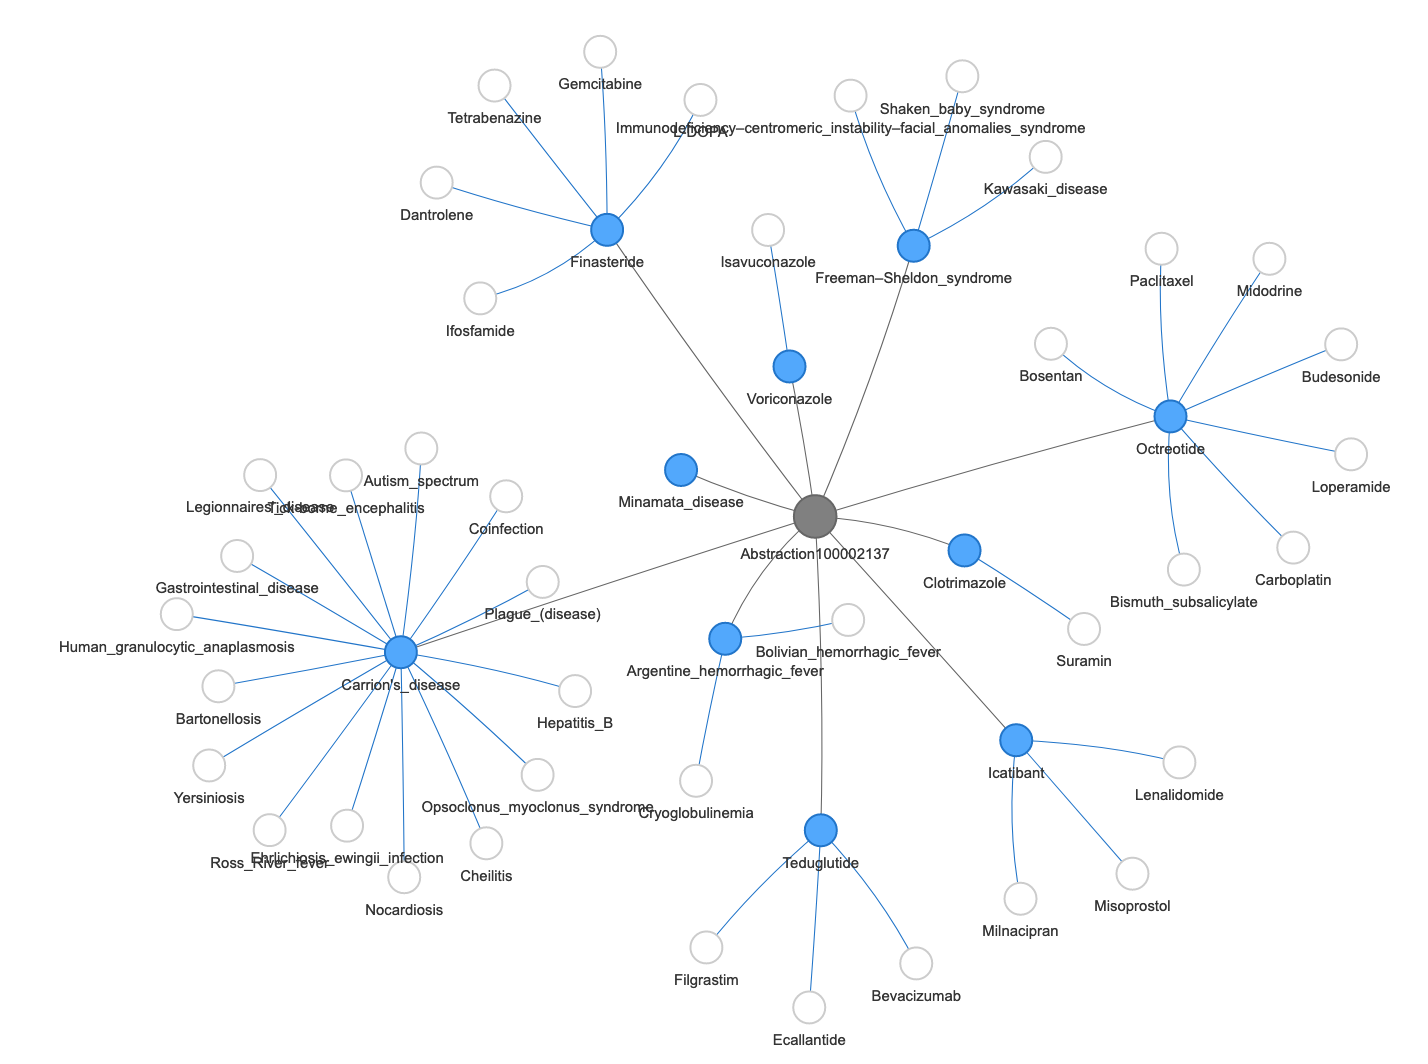 Gemcitabine
Tetrabenazine
L-DOPA
Shaken_baby_syndrome
Immunodeficiency–centromeric_instability–facial_anomalies_syndrome
Kawasaki_disease
Dantrolene
Finasteride
Isavuconazole
Freeman–Sheldon_syndrome
Paclitaxel
Midodrine
Ifosfamide
Bosentan
Budesonide
Voriconazole
Octreotide
Autism_spectrum
Loperamide
Minamata_disease
Legionnaires'_disease
Tick-borne_encephalitis
Coinfection
Abstraction100002137
Carboplatin
Clotrimazole
Gastrointestinal_disease
Bismuth_subsalicylate
Plague_(disease)
Human_granulocytic_anaplasmosis
Bolivian_hemorrhagic_fever
Suramin
Argentine_hemorrhagic_fever
Carrion's_disease
Bartonellosis
Hepatitis_B
Icatibant
Lenalidomide
Yersiniosis
Opsoclonus_myoclonus_syndrome
Cryoglobulinemia
Ross_River_fever
Ehrlichiosis_ewingii_infection
Teduglutide
Cheilitis
Nocardiosis
Misoprostol
Milnacipran
Filgrastim
Bevacizumab
Ecallantide